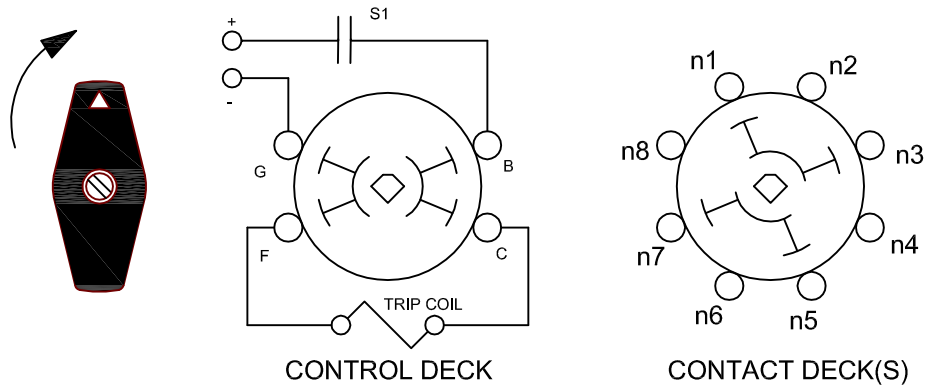 S1
+
-
G
B
F
C
TRIP COIL
CONTROL DECK
n1
n2
n8
n3
n7
n4
n6
n5
CONTACT DECK(S)